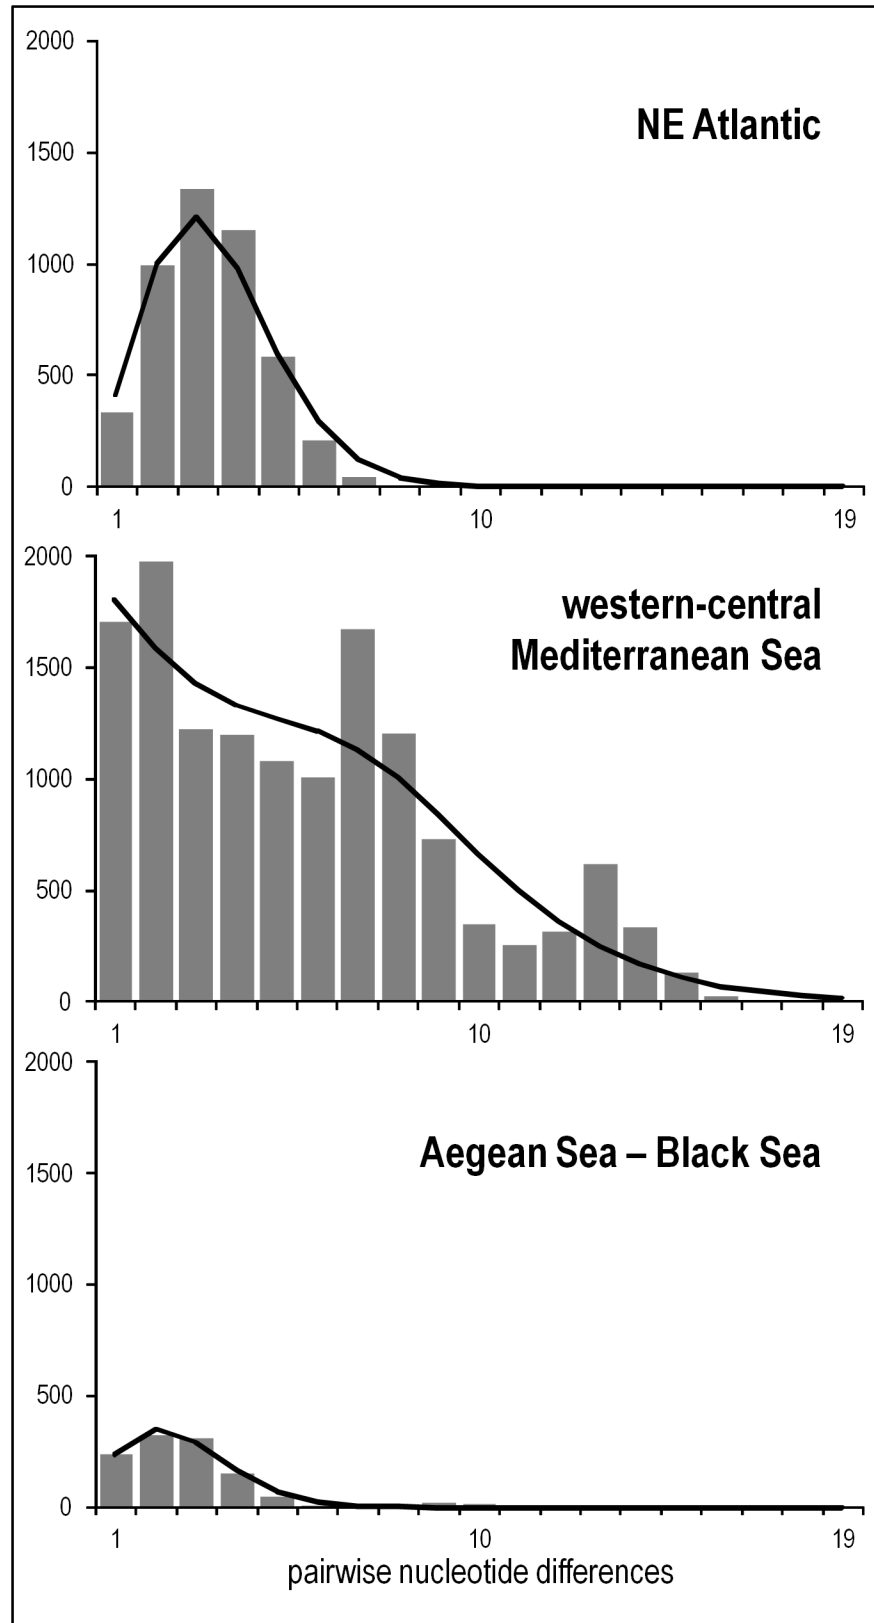 2000
NE Atlantic
1500
1000
500
0
1 10 19
2000
western-central
Mediterranean Sea
1500
1000
500
0
1 10 19
2000
Aegean Sea – Black Sea
1500
1000
500
0
1 10 19
pairwise nucleotide differences